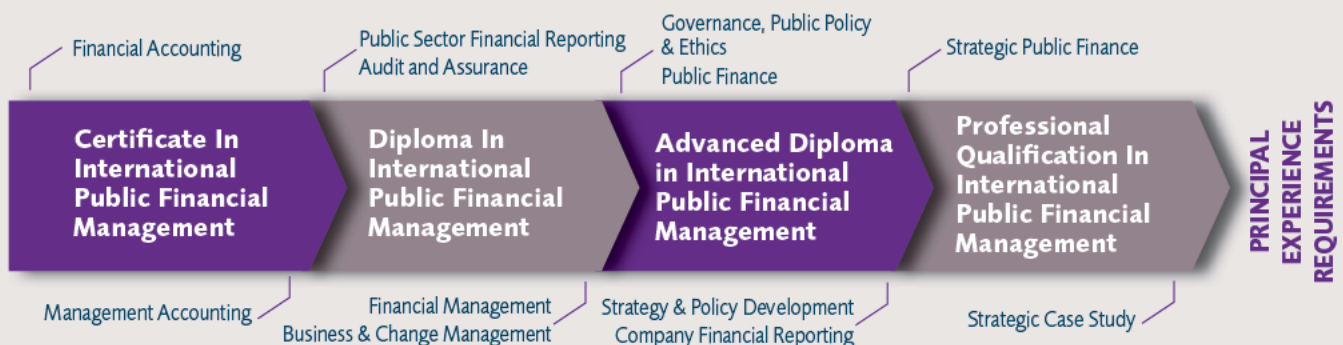 Financial Accounting
Public Sector Financial Reporting
Audit and Assurance
Governance, Public Policy
& Ethics
Public Finance
Strategic Public Finance
Certificate In
International
Public Financial
Management
Diploma In
International
Public Financial
Management
Advanced Diploma
in International
Public Financial
Management
Professional
Qualification In
International
Public Financial
Management
PRINCIPAL
EXPERIENCE
REQUIREMENTS
Management Accounting
Financial Management
Business & Change Management
Strategy & Policy Development
Company Financial Reporting
Strategic Case Study